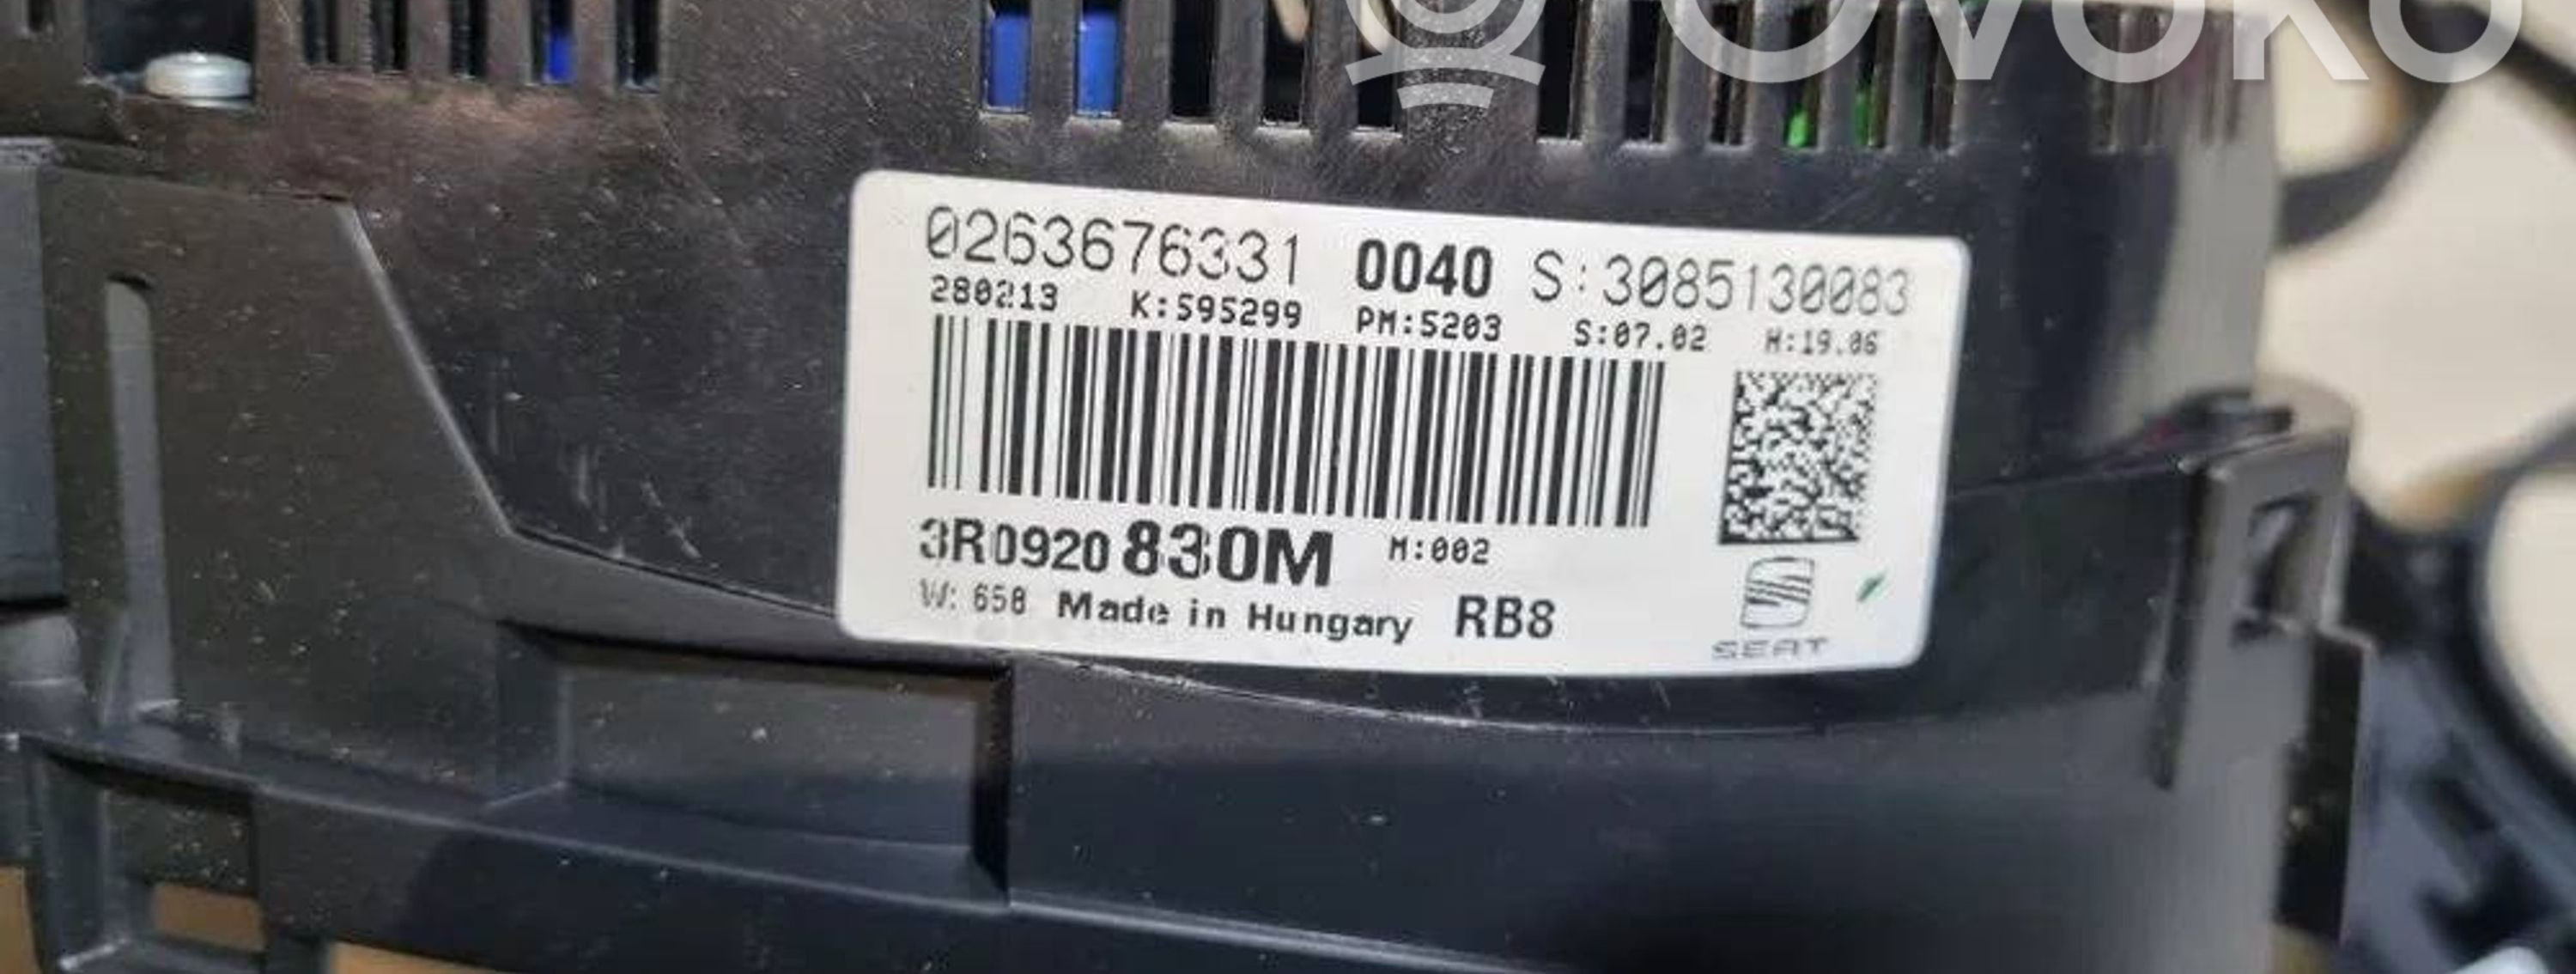 OVOKO
0263676331 0040 S:3085130083
280213 K:595299 PM:5203 S:07.02 H:19.06
3R0920 830M M:002
W: 658 Made in Hungary RB8
SEAT